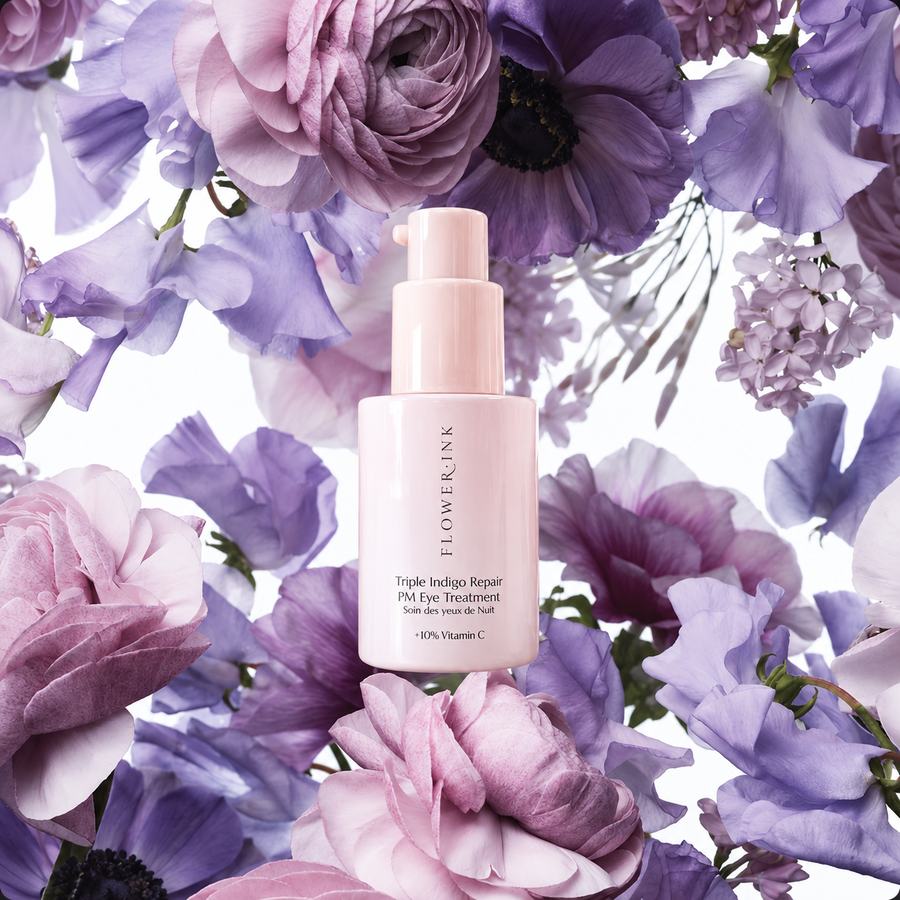 FLOWER·INK
Triple Indigo Repair
PM Eye Treatment
Soin des yeux de Nuit
+10% Vitamin C